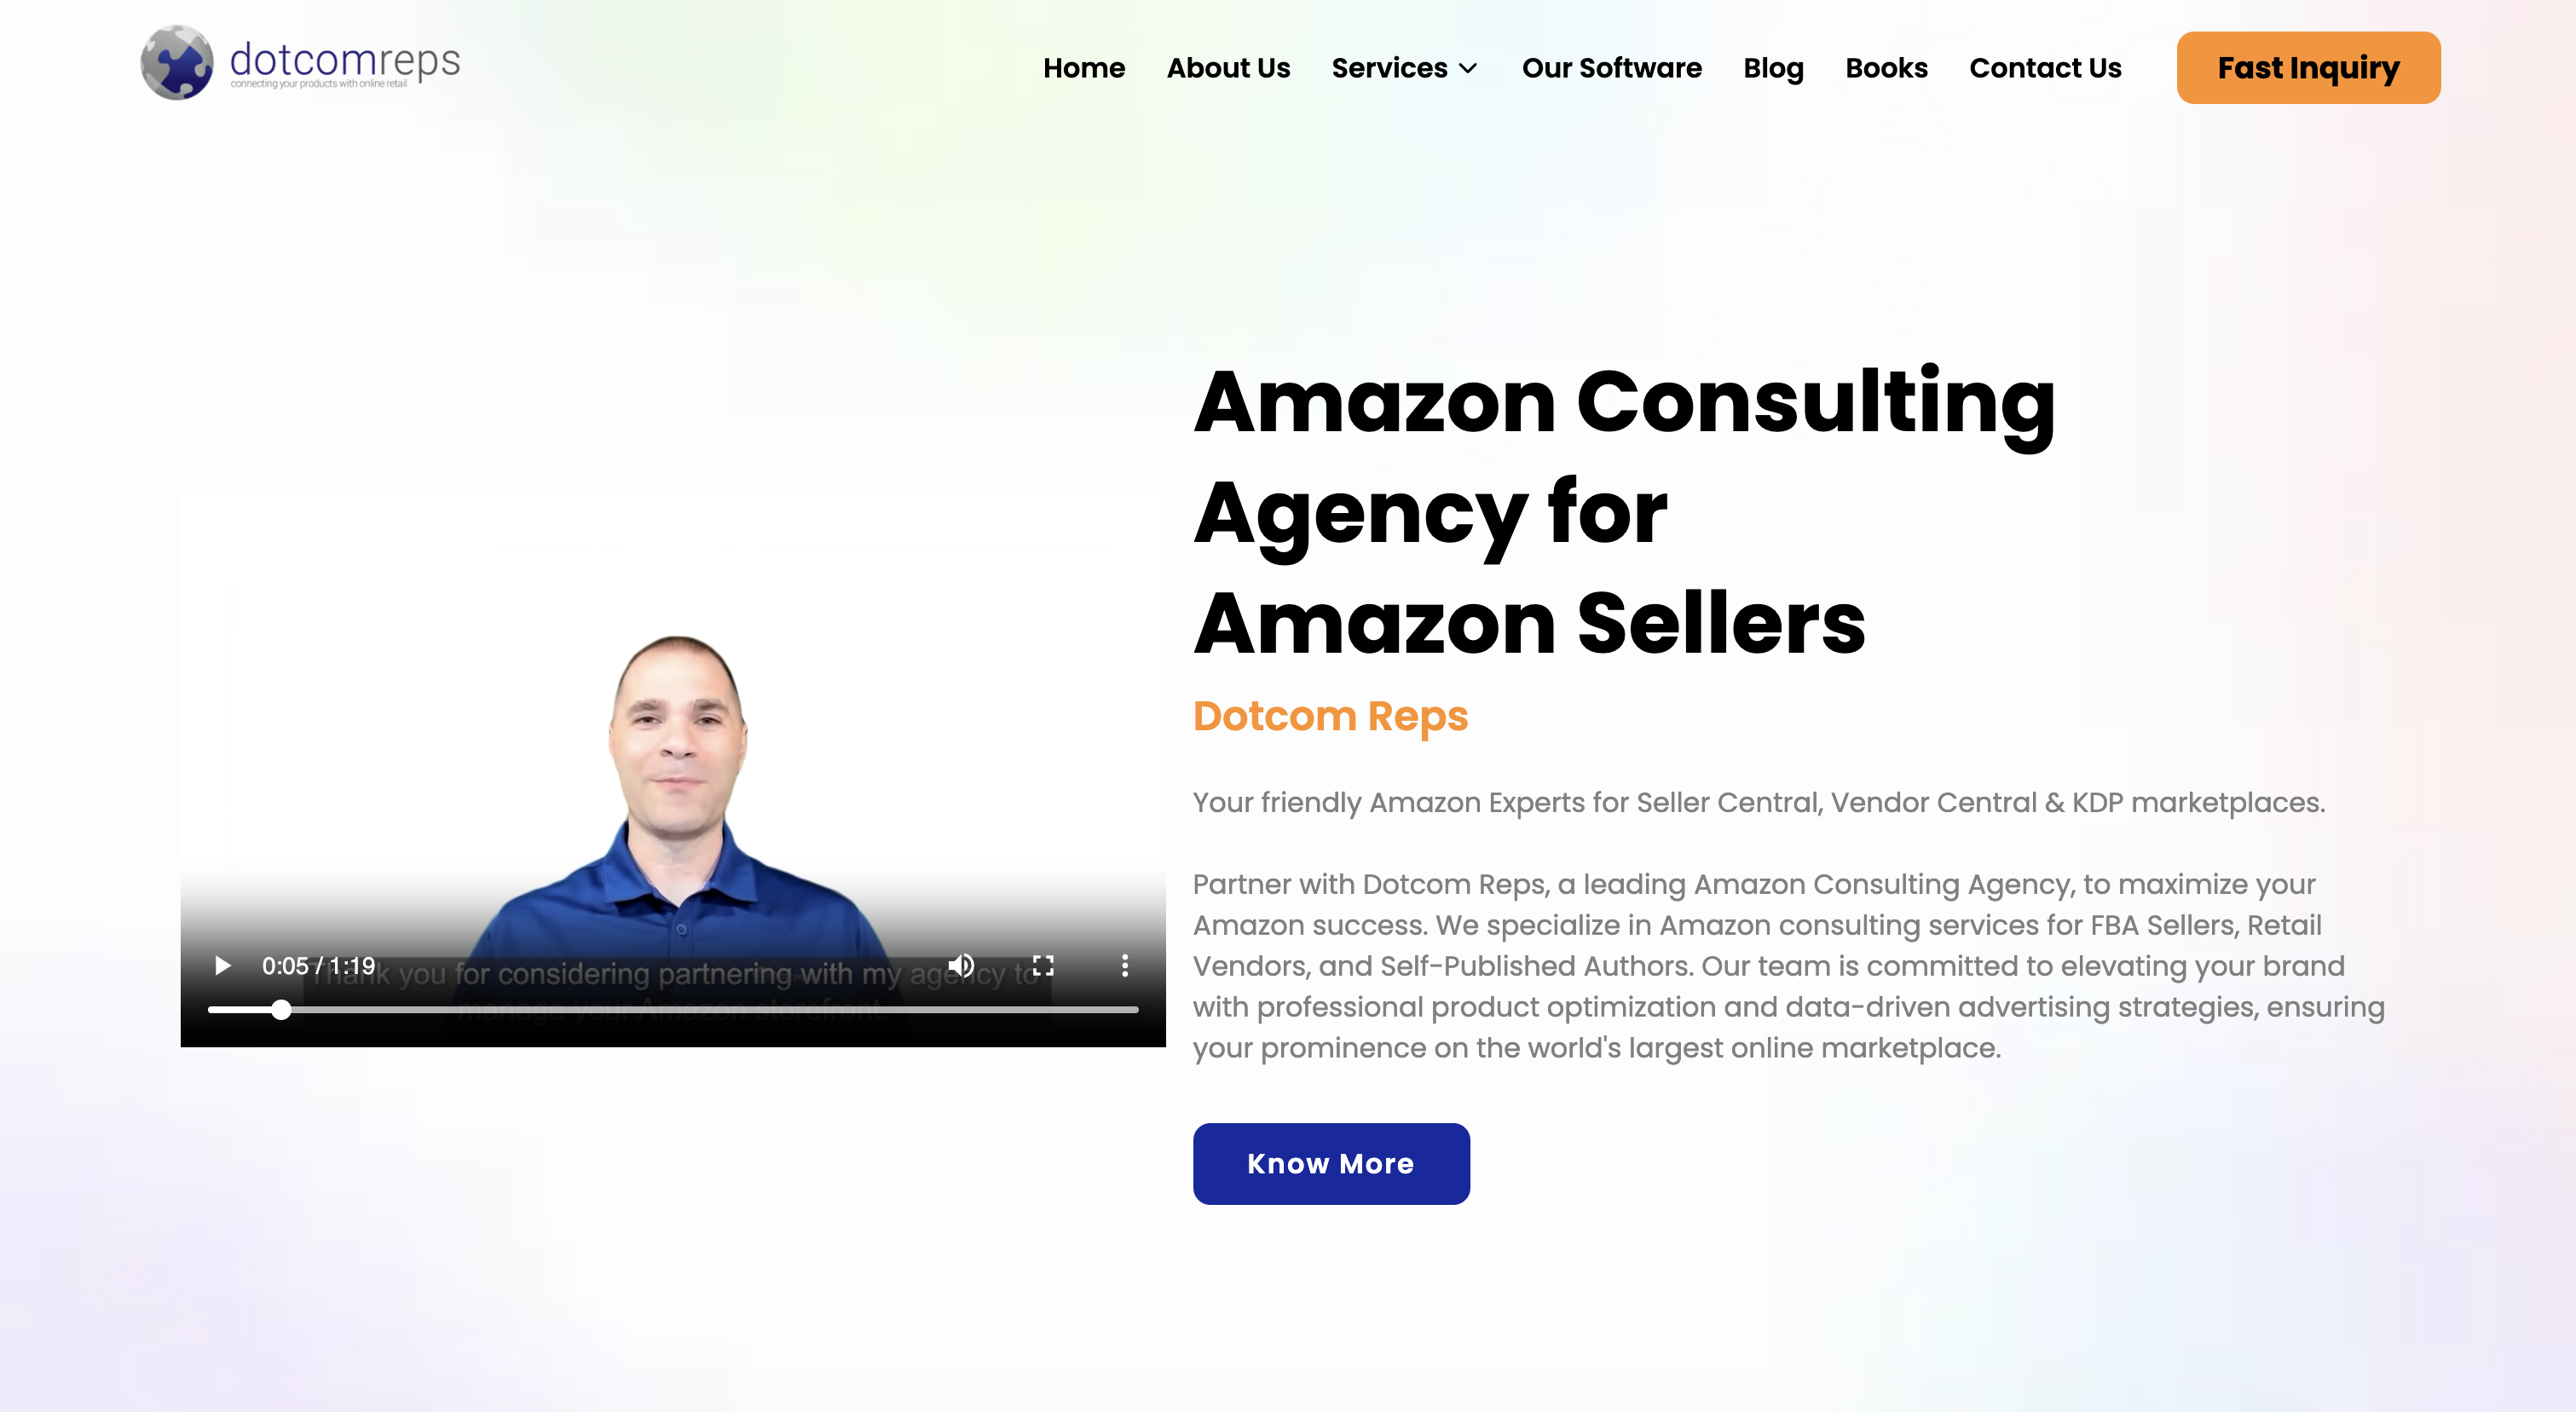 dotcomreps
connecting your products with online retail
Home
About Us
Services
Our Software
Blog
Books
Contact Us
Fast Inquiry
Amazon Consulting
Agency for
Amazon Sellers
Dotcom Reps
Your friendly Amazon Experts for Seller Central, Vendor Central & KDP marketplaces.
Partner with Dotcom Reps, a leading Amazon Consulting Agency, to maximize your
Amazon success. We specialize in Amazon consulting services for FBA Sellers, Retail
Vendors, and Self-Published Authors. Our team is committed to elevating your brand
with professional product optimization and data-driven advertising strategies, ensuring
your prominence on the world's largest online marketplace.
Know More
0:05 / 1:19
Thank you for considering partnering with my agency to
manage your Amazon storefront.